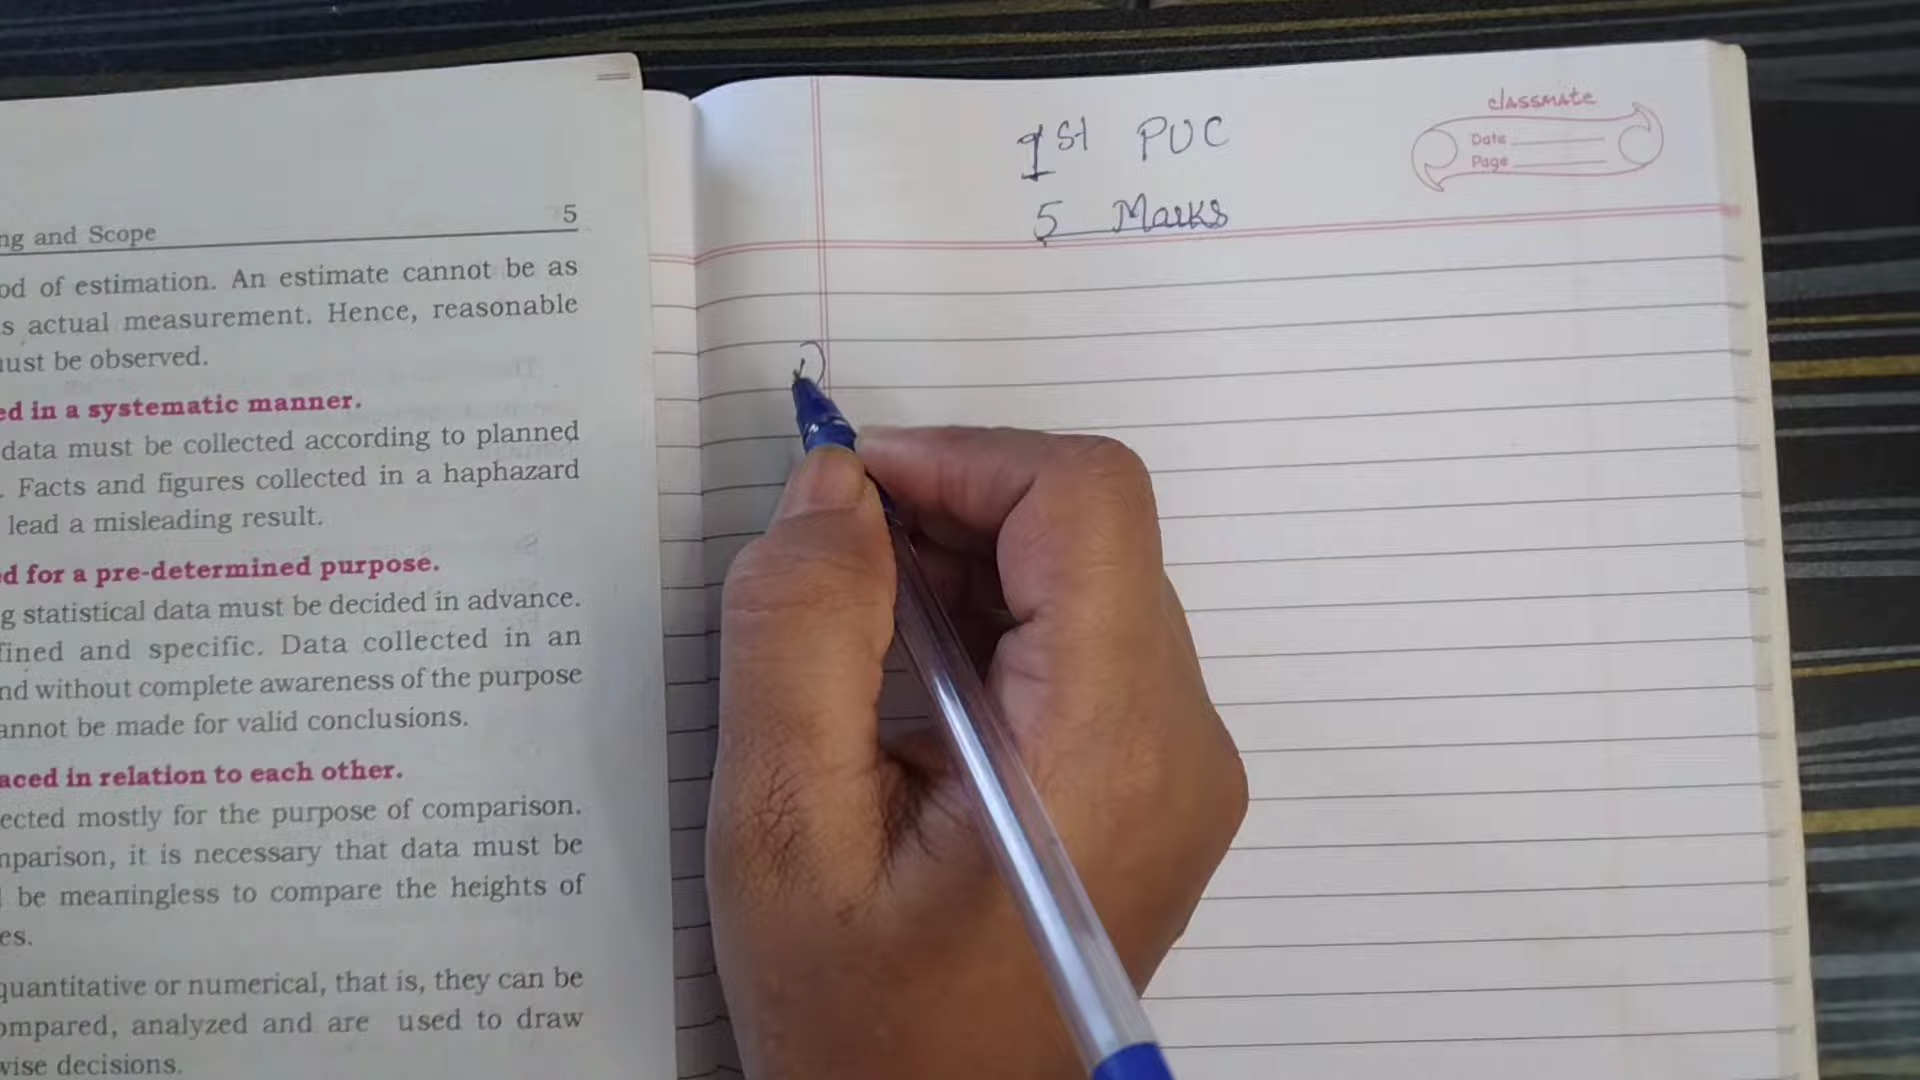 5
ng and Scope
od of estimation. An estimate cannot be as
s actual measurement. Hence, reasonable
must be observed.
ed in a systematic manner.
data must be collected according to planned
. Facts and figures collected in a haphazard
lead a misleading result.
ed for a pre-determined purpose.
g statistical data must be decided in advance.
fined and specific. Data collected in an
nd without complete awareness of the purpose
annot be made for valid conclusions.
aced in relation to each other.
ected mostly for the purpose of comparison.
mparison, it is necessary that data must be
be meaningless to compare the heights of
es.
quantitative or numerical, that is, they can be
ompared, analyzed and are used to draw
wise decisions.
1st PUC
5 Marks
classmate
Date
Page